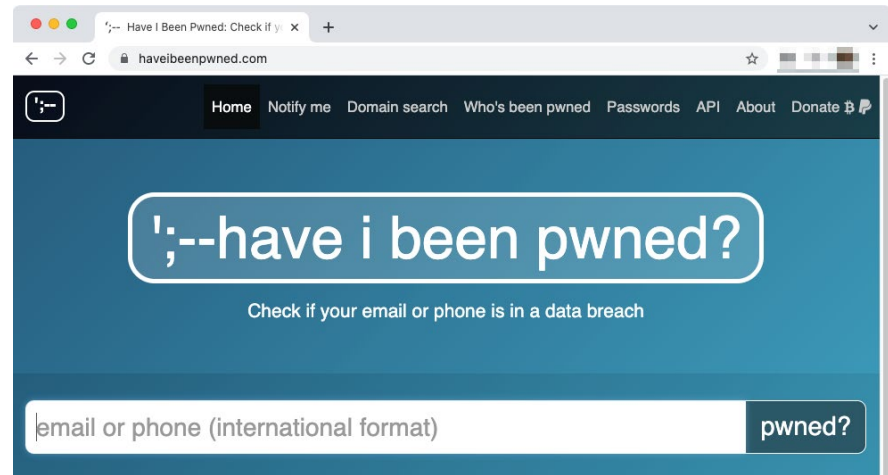 ';-- Have I Been Pwned: Check if y
haveibeenpwned.com
';--
Home Notify me Domain search Who's been pwned Passwords API About Donate
';--have i been pwned?
Check if your email or phone is in a data breach
email or phone (international format)
pwned?